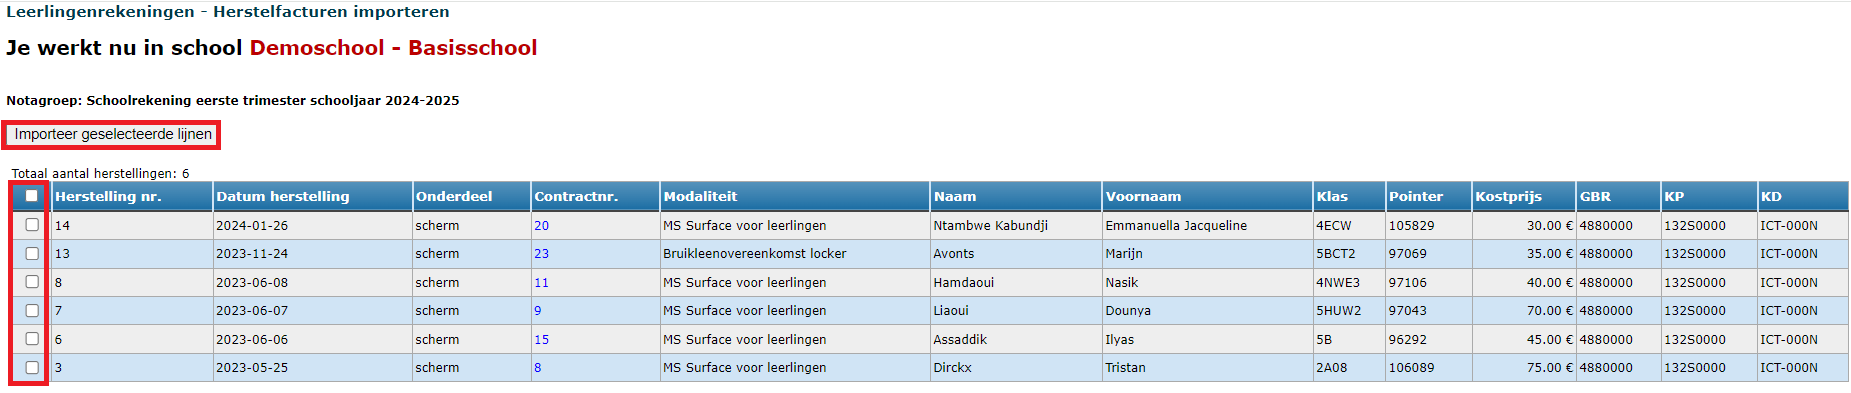 Leerlingenrekeningen - Herstelfacturen importeren
Je werkt nu in school Demoschool - Basisschool
Notagroep: Schoolrekening eerste trimester schooljaar 2024-2025
Importeer geselecteerde lijnen
Totaal aantal herstellingen: 6
Herstelling nr. Datum herstelling Onderdeel Contractnr. Modaliteit Naam Voornaam Klas Pointer Kostprijs GBR KP KD
14 2024-01-26 scherm 20 MS Surface voor leerlingen Ntambwe Kabundji Emmanuella Jacqueline 4ECW 105829 30.00 € 4880000 132S0000 ICT-000N
13 2023-11-24 scherm 23 Bruikleenovereenkomst locker Avonts Marijn 5BCT2 97069 35.00 € 4880000 132S0000 ICT-000N
8 2023-06-08 scherm 11 MS Surface voor leerlingen Hamdaoui Nasik 4NWE3 97106 40.00 € 4880000 132S0000 ICT-000N
7 2023-06-07 scherm 9 MS Surface voor leerlingen Liaoui Dounya 5HUW2 97043 70.00 € 4880000 132S0000 ICT-000N
6 2023-06-06 scherm 15 MS Surface voor leerlingen Assaddik Ilyas 5B 96292 45.00 € 4880000 132S0000 ICT-000N
3 2023-05-25 scherm 8 MS Surface voor leerlingen Dirckx Tristan 2A08 106089 75.00 € 4880000 132S0000 ICT-000N